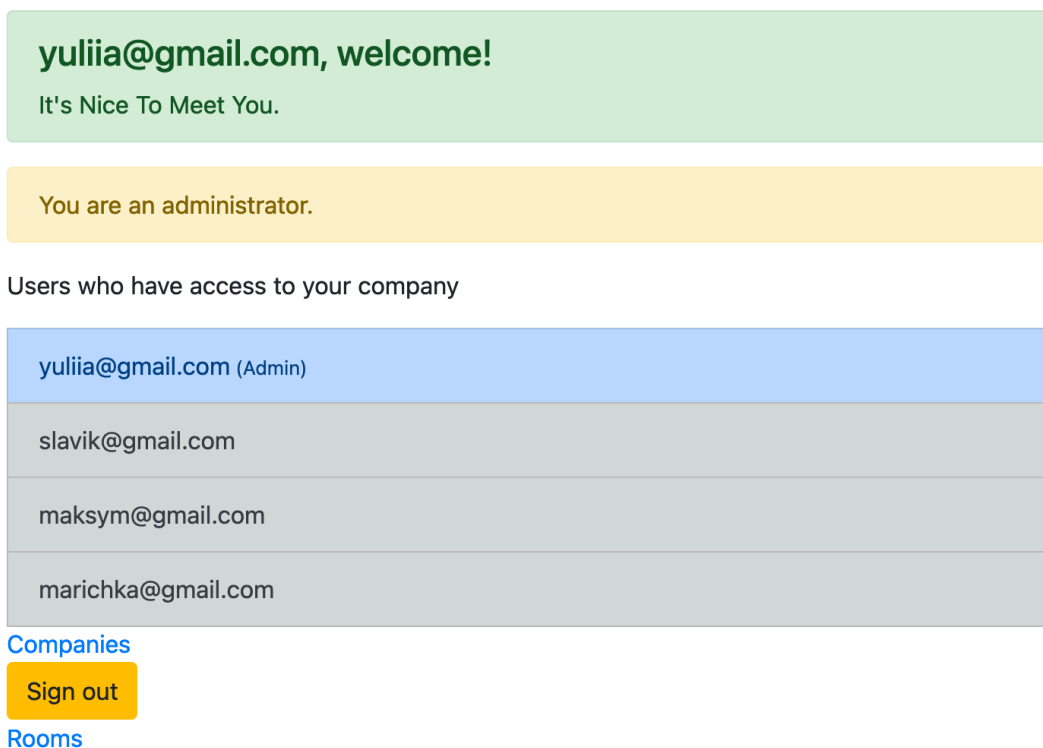 yuliia@gmail.com, welcome!
It's Nice To Meet You.
You are an administrator.
Users who have access to your company
yuliia@gmail.com (Admin)
slavik@gmail.com
maksym@gmail.com
marichka@gmail.com
Companies
Sign out
Rooms